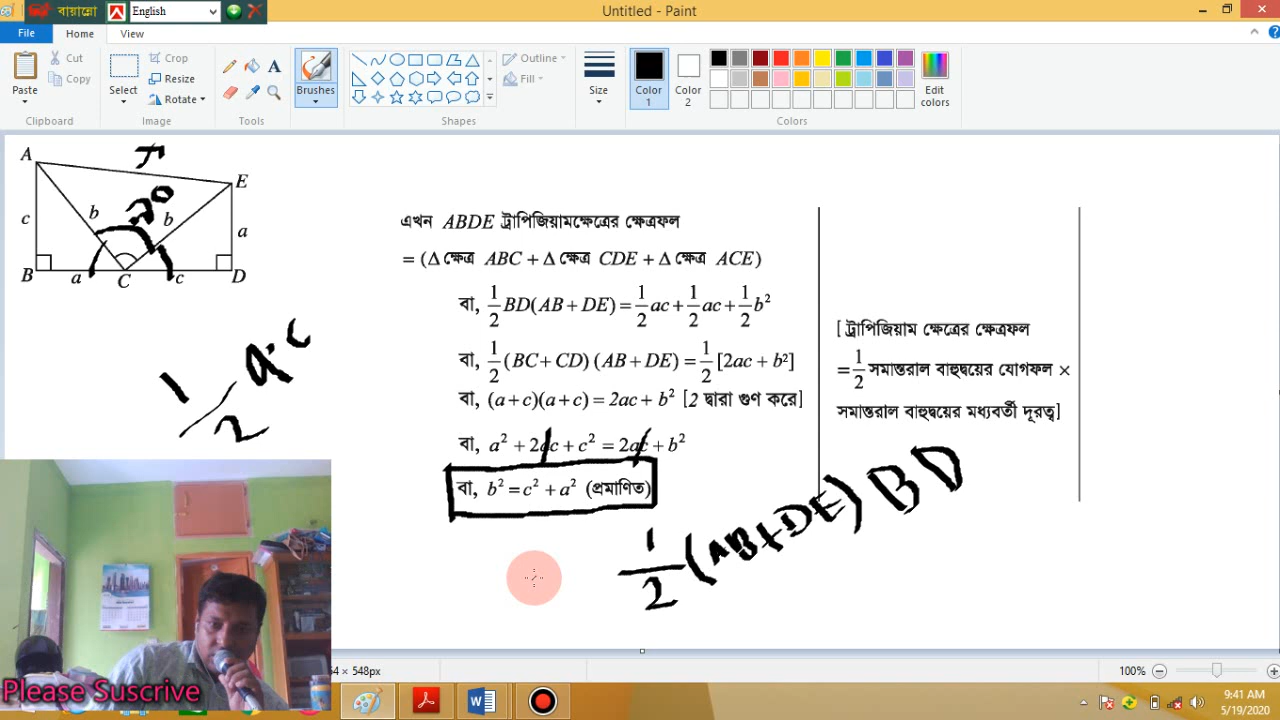 Untitled - Paint
বায়ান্নো English
File Home View
Paste Cut Copy Select Crop Resize Rotate Brushes Outline Fill Size Color 1 Color 2 Edit colors
Clipboard Image Tools Shapes Colors
A E
c b 90 b a
B a C c D
1/2 a.c
এখন ABDE ট্রাপিজিয়ামক্ষেত্রের ক্ষেত্রফল
= (Δ ক্ষেত্র ABC + Δ ক্ষেত্র CDE + Δ ক্ষেত্র ACE)
বা, 1/2 BD(AB + DE) = 1/2 ac + 1/2 ac + 1/2 b²
বা, 1/2 (BC + CD) (AB + DE) = 1/2 [2ac + b²]
বা, (a + c)(a + c) = 2ac + b² [2 দ্বারা গুণ করে]
বা, a² + 2ac + c² = 2ac + b²
বা, b² = c² + a² (প্রমাণিত)
[ ট্রাপিজিয়াম ক্ষেত্রের ক্ষেত্রফল
= 1/2 সমান্তরাল বাহুদ্বয়ের যোগফল ×
সমান্তরাল বাহুদ্বয়ের মধ্যবর্তী দূরত্ব]
1/2 (AB+DE) BD
Please Suscrive
4 × 548px 100%
9:41 AM
5/19/2020